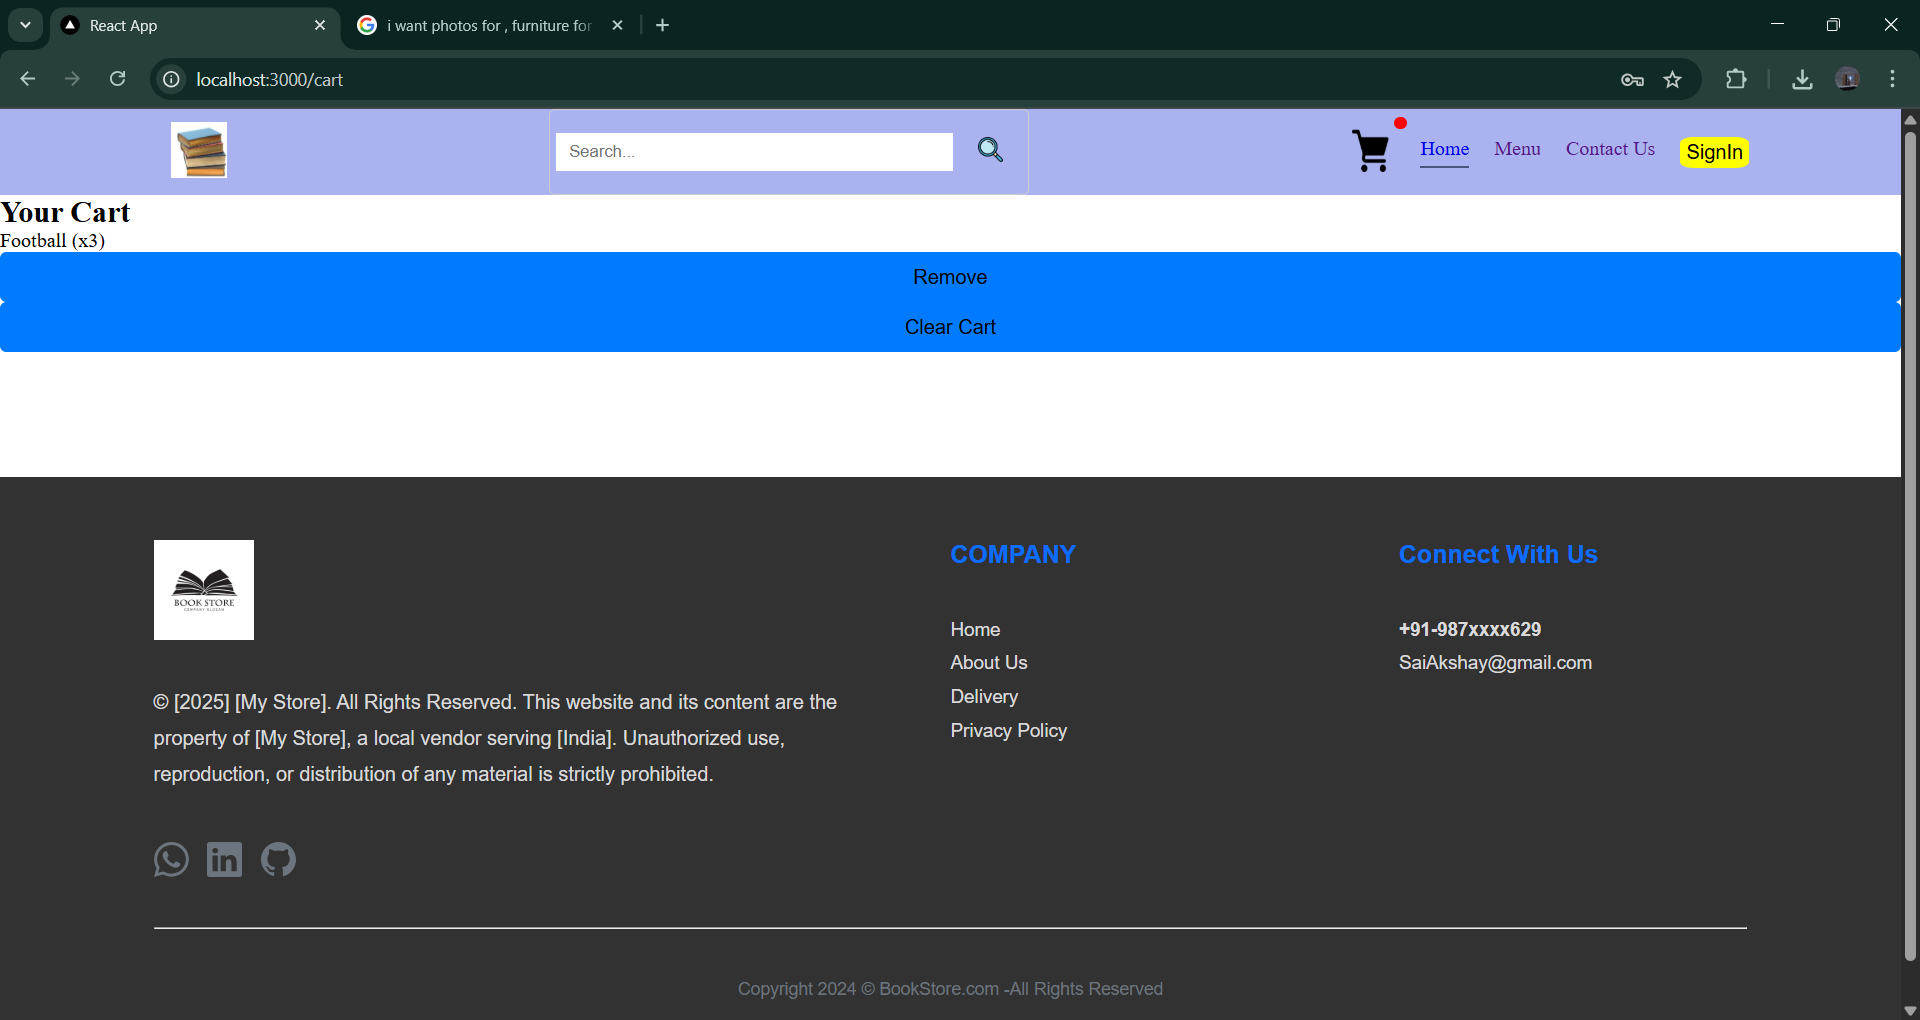 React App
i want photos for , furniture for
localhost:3000/cart
Search...
Home
Menu
Contact Us
SignIn
Your Cart
Football (x3)
Remove
Clear Cart
BOOK STORE
COMPANY SLOGAN
© [2025] [My Store]. All Rights Reserved. This website and its content are the
property of [My Store], a local vendor serving [India]. Unauthorized use,
reproduction, or distribution of any material is strictly prohibited.
COMPANY
Home
About Us
Delivery
Privacy Policy
Connect With Us
+91-987xxxx629
SaiAkshay@gmail.com
Copyright 2024 © BookStore.com -All Rights Reserved